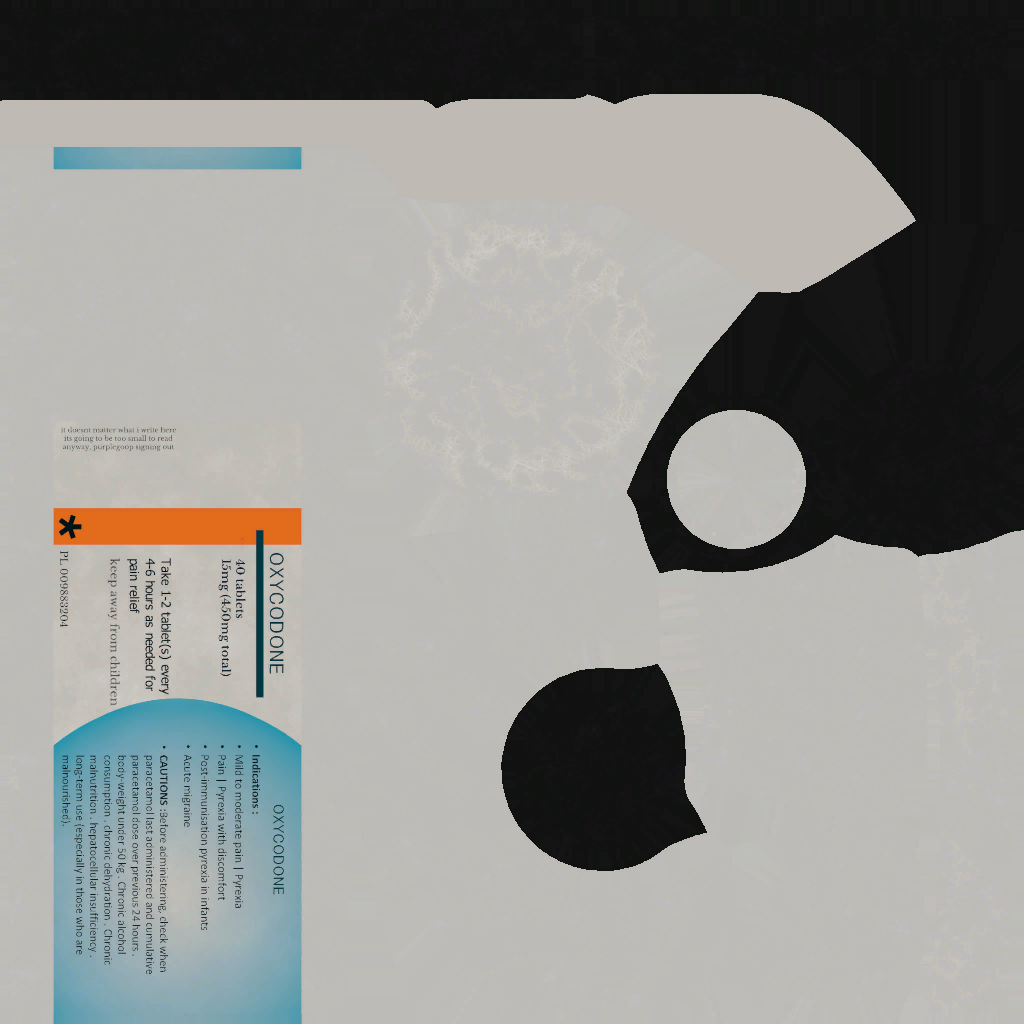 it doesnt matter what i write here
its going to be too small to read
anyway, purplegoop signing out
*
OXYCODONE
40 tablets
15mg (450mg total)
Take 1-2 tablet(s) every
4-6 hours as needed for
pain relief
keep away from children
PL 009883204
OXYCODONE
• Indications :
• Mild to moderate pain | Pyrexia
• Pain | Pyrexia with discomfort
• Post-immunisation pyrexia in infants
• Acute migraine
• CAUTIONS :Before administering, check when
paracetamol last administered and cumulative
paracetamol dose over previous 24 hours .
body-weight under 50 kg . Chronic alcohol
consumption . chronic dehydration . Chronic
malnutrition . hepatocellular insufficiency .
long-term use (especially in those who are
malnourished).